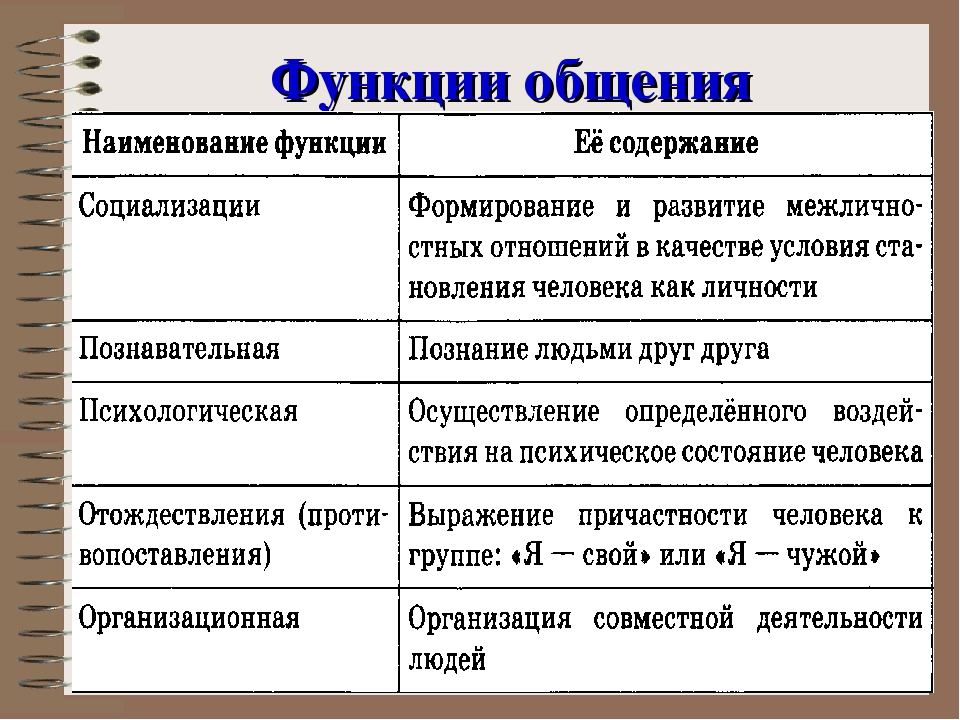 Функции общения
Наименование функции
Её содержание
Социализации
Формирование и развитие межлично-
стных отношений в качестве условия ста-
новления человека как личности
Познавательная
Познание людьми друг друга
Психологическая
Осуществление определённого воздей-
ствия на психическое состояние человека
Отождествления (проти-
вопоставления)
Выражение причастности человека к
группе: «Я — свой» или «Я — чужой»
Организационная
Организация совместной деятельности
людей